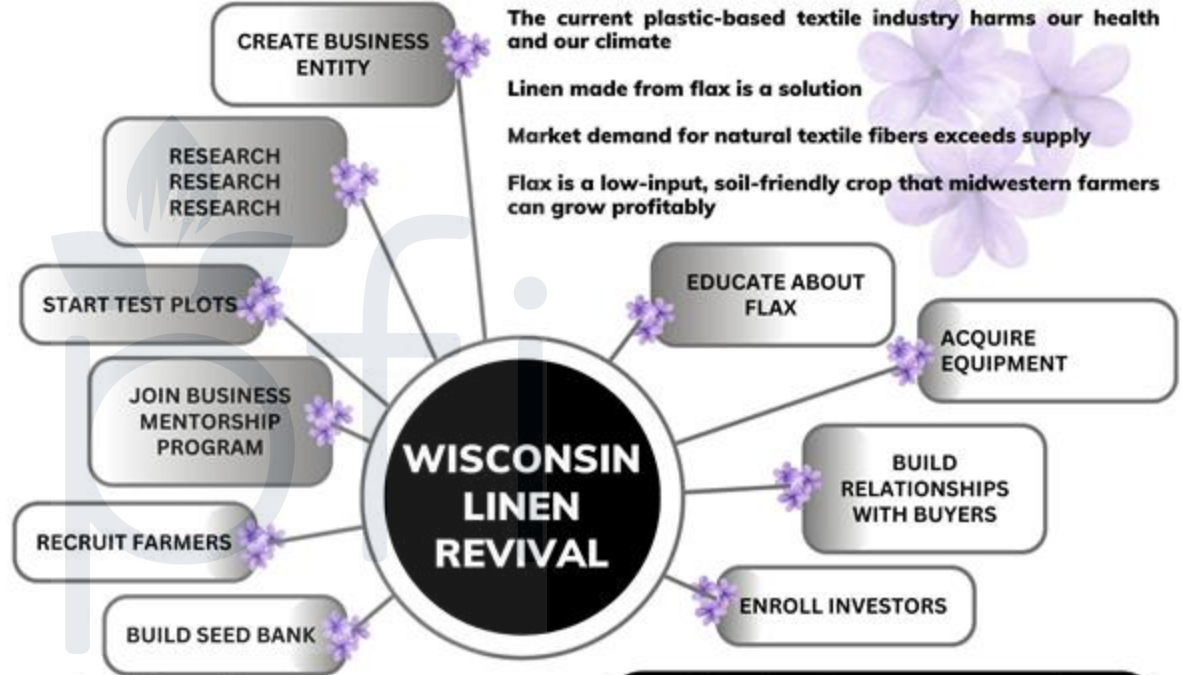 The current plastic-based textile industry harms our health
and our climate
Linen made from flax is a solution
Market demand for natural textile fibers exceeds supply
Flax is a low-input, soil-friendly crop that midwestern farmers
can grow profitably
CREATE BUSINESS
ENTITY
RESEARCH
RESEARCH
RESEARCH
START TEST PLOTS
JOIN BUSINESS
MENTORSHIP
PROGRAM
RECRUIT FARMERS
BUILD SEED BANK
WISCONSIN
LINEN
REVIVAL
EDUCATE ABOUT
FLAX
ACQUIRE
EQUIPMENT
BUILD
RELATIONSHIPS
WITH BUYERS
ENROLL INVESTORS
pfi